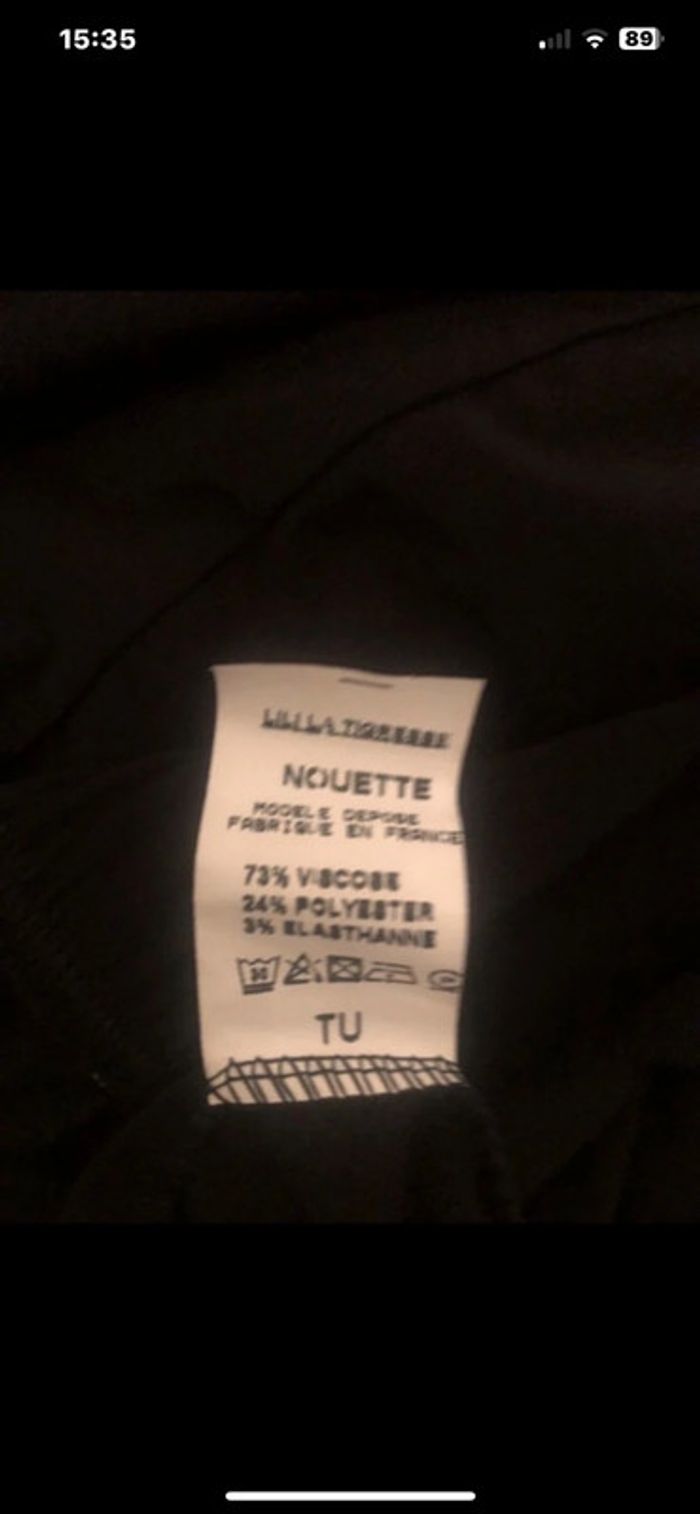 15:35
89
LILI LA TIGRESSE
NOUETTE
MODELE DEPOSE
FABRIQUE EN FRANCE
73% VISCOSE
24% POLYESTER
3% ELASTHANNE
TU